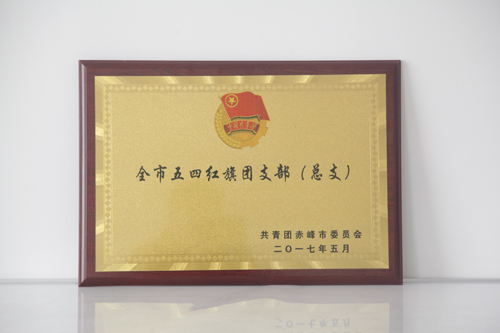 全市五四红旗团支部（总支）
共青团赤峰市委员会
二〇一七年五月